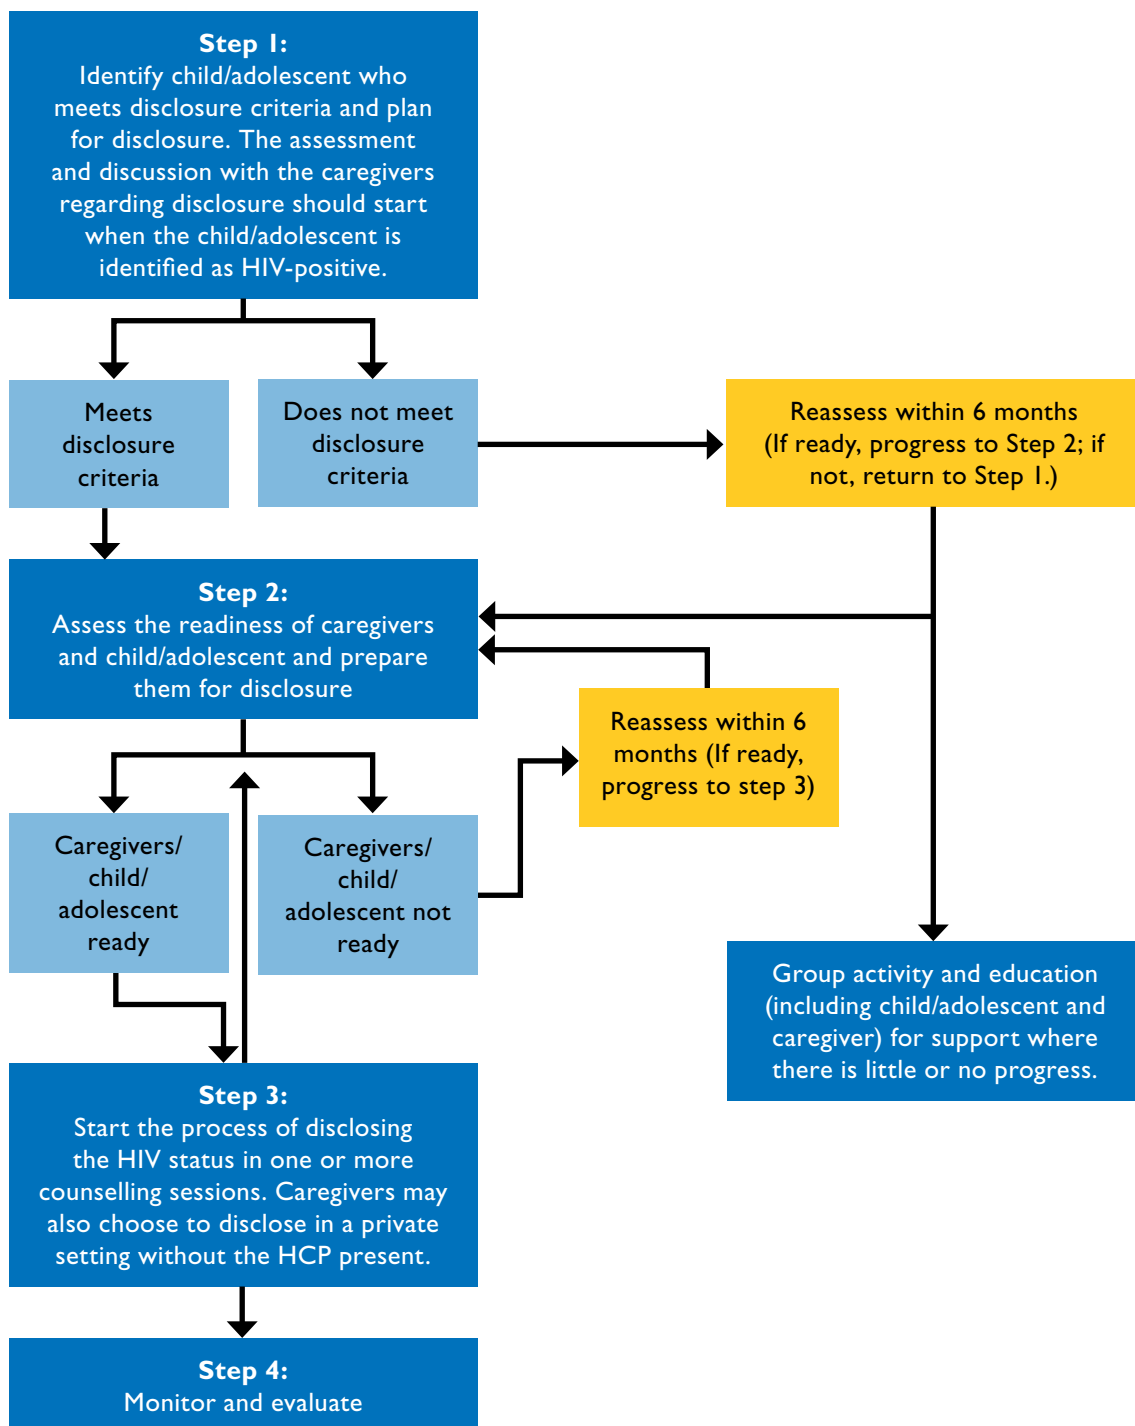 Step 1:
Identify child/adolescent who
meets disclosure criteria and plan
for disclosure. The assessment
and discussion with the caregivers
regarding disclosure should start
when the child/adolescent is
identified as HIV-positive.
Meets
disclosure
criteria
Does not meet
disclosure
criteria
Reassess within 6 months
(If ready, progress to Step 2; if
not, return to Step 1.)
Step 2:
Assess the readiness of caregivers
and child/adolescent and prepare
them for disclosure
Reassess within 6
months (If ready,
progress to step 3)
Caregivers/
child/
adolescent
ready
Caregivers/
child/
adolescent not
ready
Group activity and education
(including child/adolescent and
caregiver) for support where
there is little or no progress.
Step 3:
Start the process of disclosing
the HIV status in one or more
counselling sessions. Caregivers may
also choose to disclose in a private
setting without the HCP present.
Step 4:
Monitor and evaluate